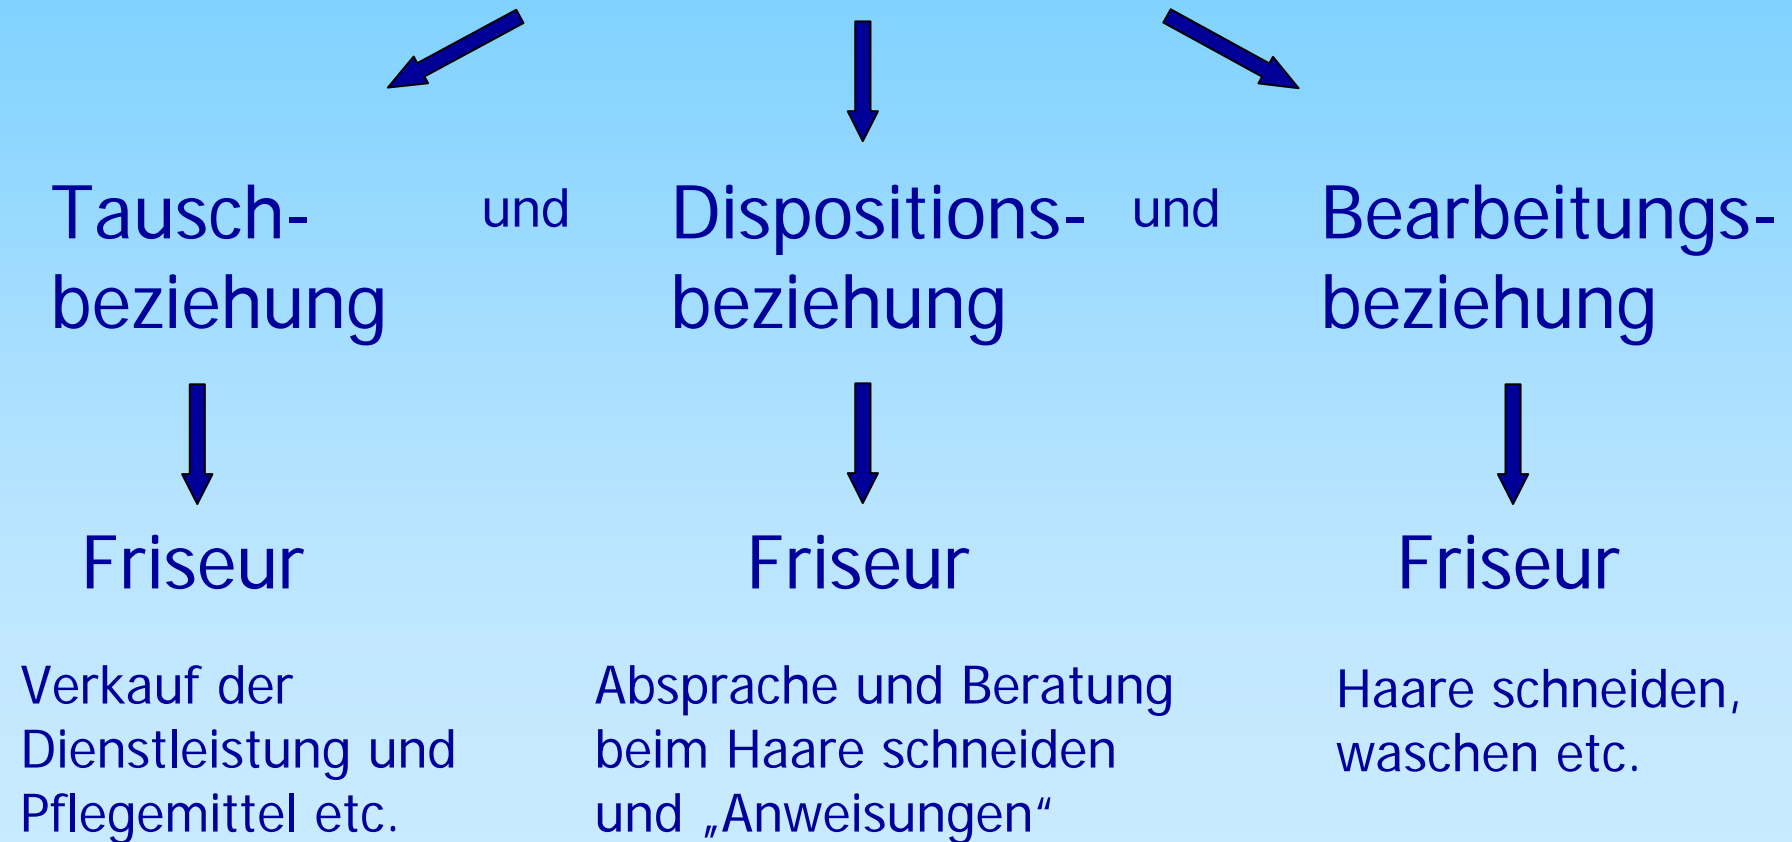 Tausch- und Dispositions- und Bearbeitungs-
beziehung beziehung beziehung
Friseur Friseur Friseur
Verkauf der
Dienstleistung und
Pflegemittel etc.
Absprache und Beratung
beim Haare schneiden
und „Anweisungen“
Haare schneiden,
waschen etc.